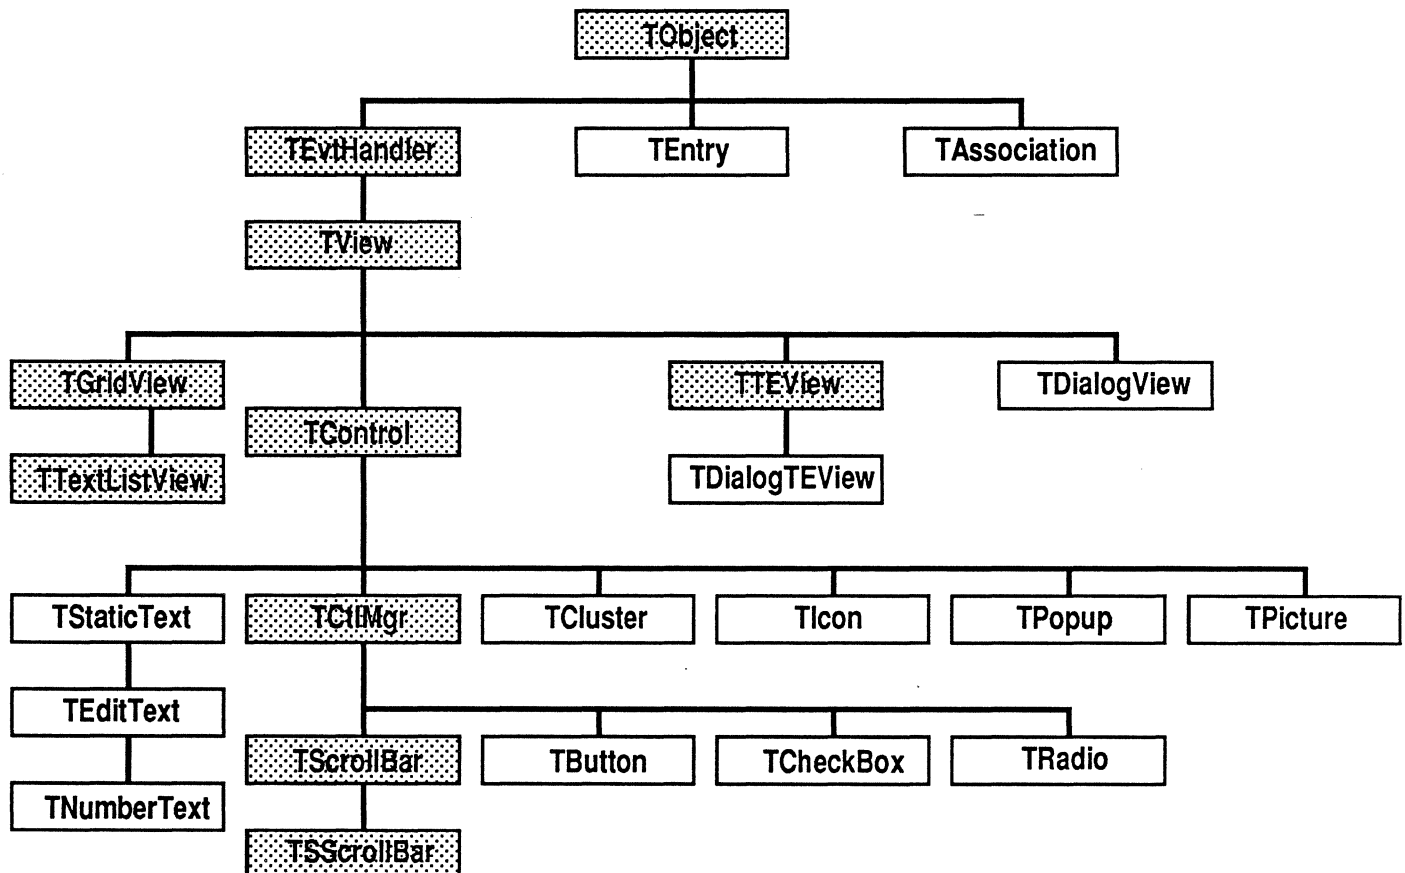 TObject
TEvtHandler
TEntry
TAssociation
TView
TGridView
TTEView
TDialogView
TControl
TTextListView
TDialogTEView
TStaticText
TCtlMgr
TCluster
TIcon
TPopup
TPicture
TEditText
TScrollBar
TButton
TCheckBox
TRadio
TNumberText
TSScrollBar